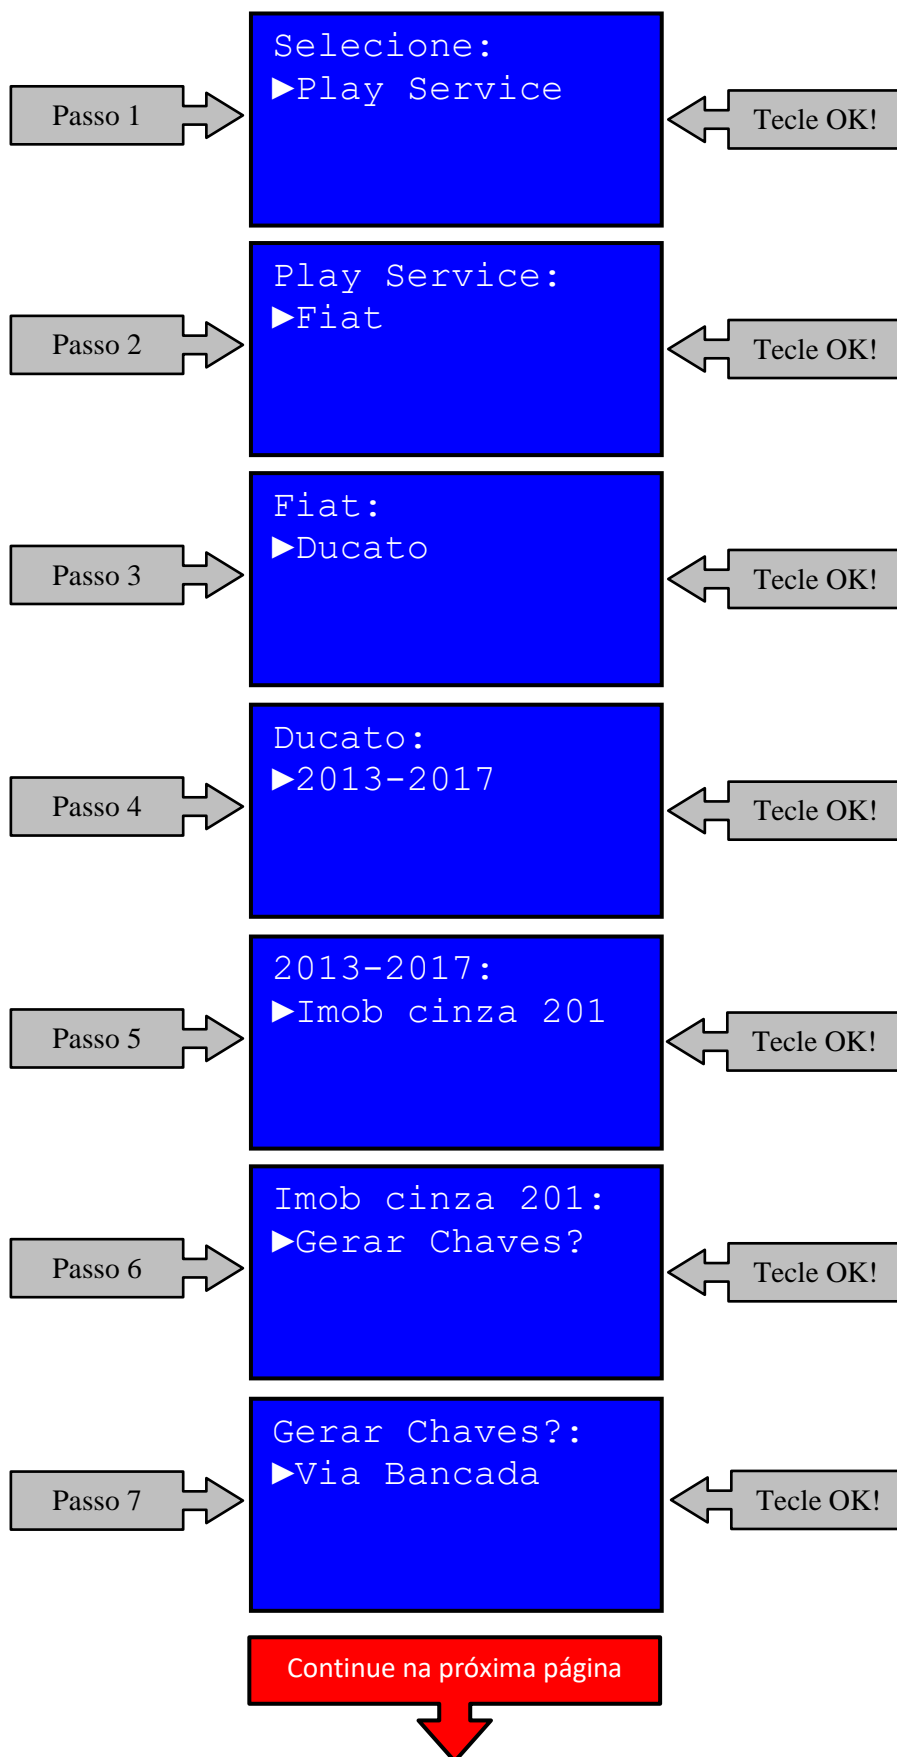 Selecione:
►Play Service
Passo 1
Tecle OK!
Play Service:
►Fiat
Passo 2
Tecle OK!
Fiat:
►Ducato
Passo 3
Tecle OK!
Ducato:
►2013-2017
Passo 4
Tecle OK!
2013-2017:
►Imob cinza 201
Passo 5
Tecle OK!
Imob cinza 201:
►Gerar Chaves?
Passo 6
Tecle OK!
Gerar Chaves?:
►Via Bancada
Passo 7
Tecle OK!
Continue na próxima página